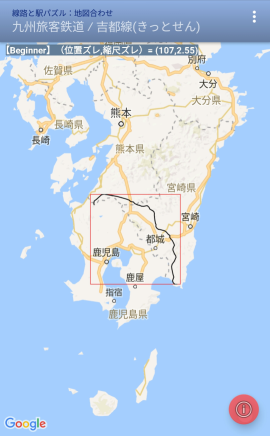 線路と駅パズル：地図合わせ
九州旅客鉄道 / 吉都線(きっとせん)
【Beginner】（位置ズレ,縮尺ズレ）= (107,2.55)
佐賀県
別府
大分
大分県
長崎県
長崎
熊本
熊本県
宮崎県
宮崎
鹿児島
都城
鹿屋
指宿
鹿児島県
Google